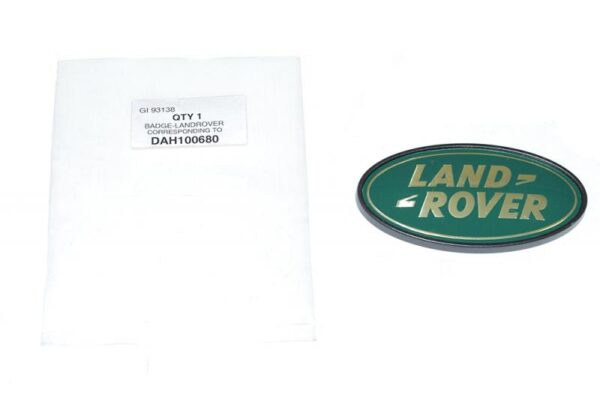 GI 93138
QTY 1
BADGE-LANDROVER
CORRESPONDING TO
DAH100680
LAND
ROVER